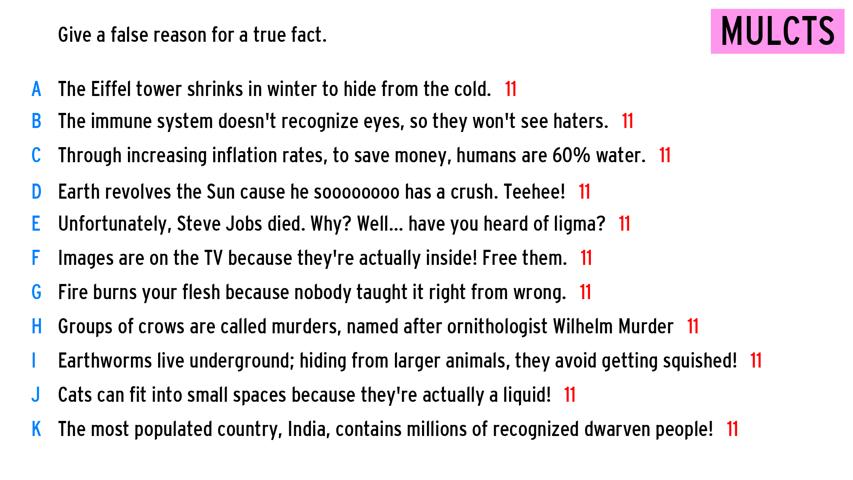 Give a false reason for a true fact.
MULCTS
A The Eiffel tower shrinks in winter to hide from the cold. 11
B The immune system doesn't recognize eyes, so they won't see haters. 11
C Through increasing inflation rates, to save money, humans are 60% water. 11
D Earth revolves the Sun cause he soooooooo has a crush. Teehee! 11
E Unfortunately, Steve Jobs died. Why? Well... have you heard of ligma? 11
F Images are on the TV because they're actually inside! Free them. 11
G Fire burns your flesh because nobody taught it right from wrong. 11
H Groups of crows are called murders, named after ornithologist Wilhelm Murder 11
I Earthworms live underground; hiding from larger animals, they avoid getting squished! 11
J Cats can fit into small spaces because they're actually a liquid! 11
K The most populated country, India, contains millions of recognized dwarven people! 11